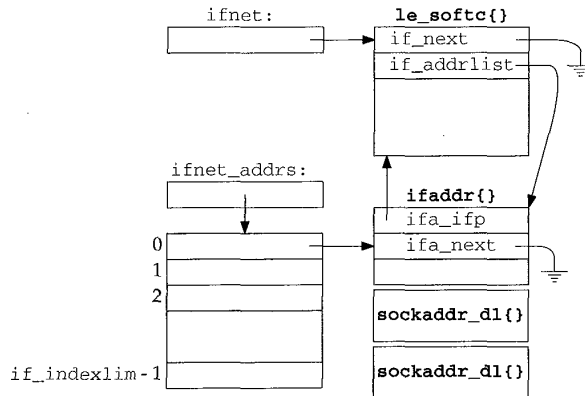 ifnet:
le_softc{}
if_next
if_addrlist
ifnet_addrs:
ifaddr{}
ifa_ifp
0
ifa_next
1
2
sockaddr_dl{}
if_indexlim-1
sockaddr_dl{}